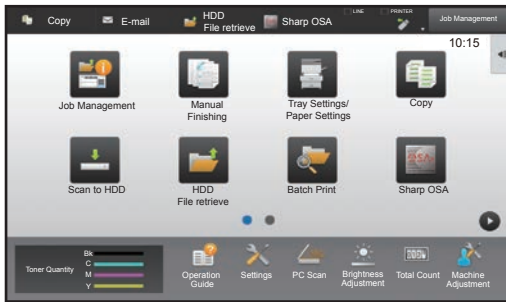 Copy
E-mail
HDD
File retrieve
Sharp OSA
LINE
PRINTER
Job Management
10:15
Job Management
Manual
Finishing
Tray Settings/
Paper Settings
Copy
Scan to HDD
HDD
File retrieve
Batch Print
Sharp OSA
Toner Quantity
Bk
C
M
Y
Operation
Guide
Settings
PC Scan
Brightness
Adjustment
Total Count
Machine
Adjustment